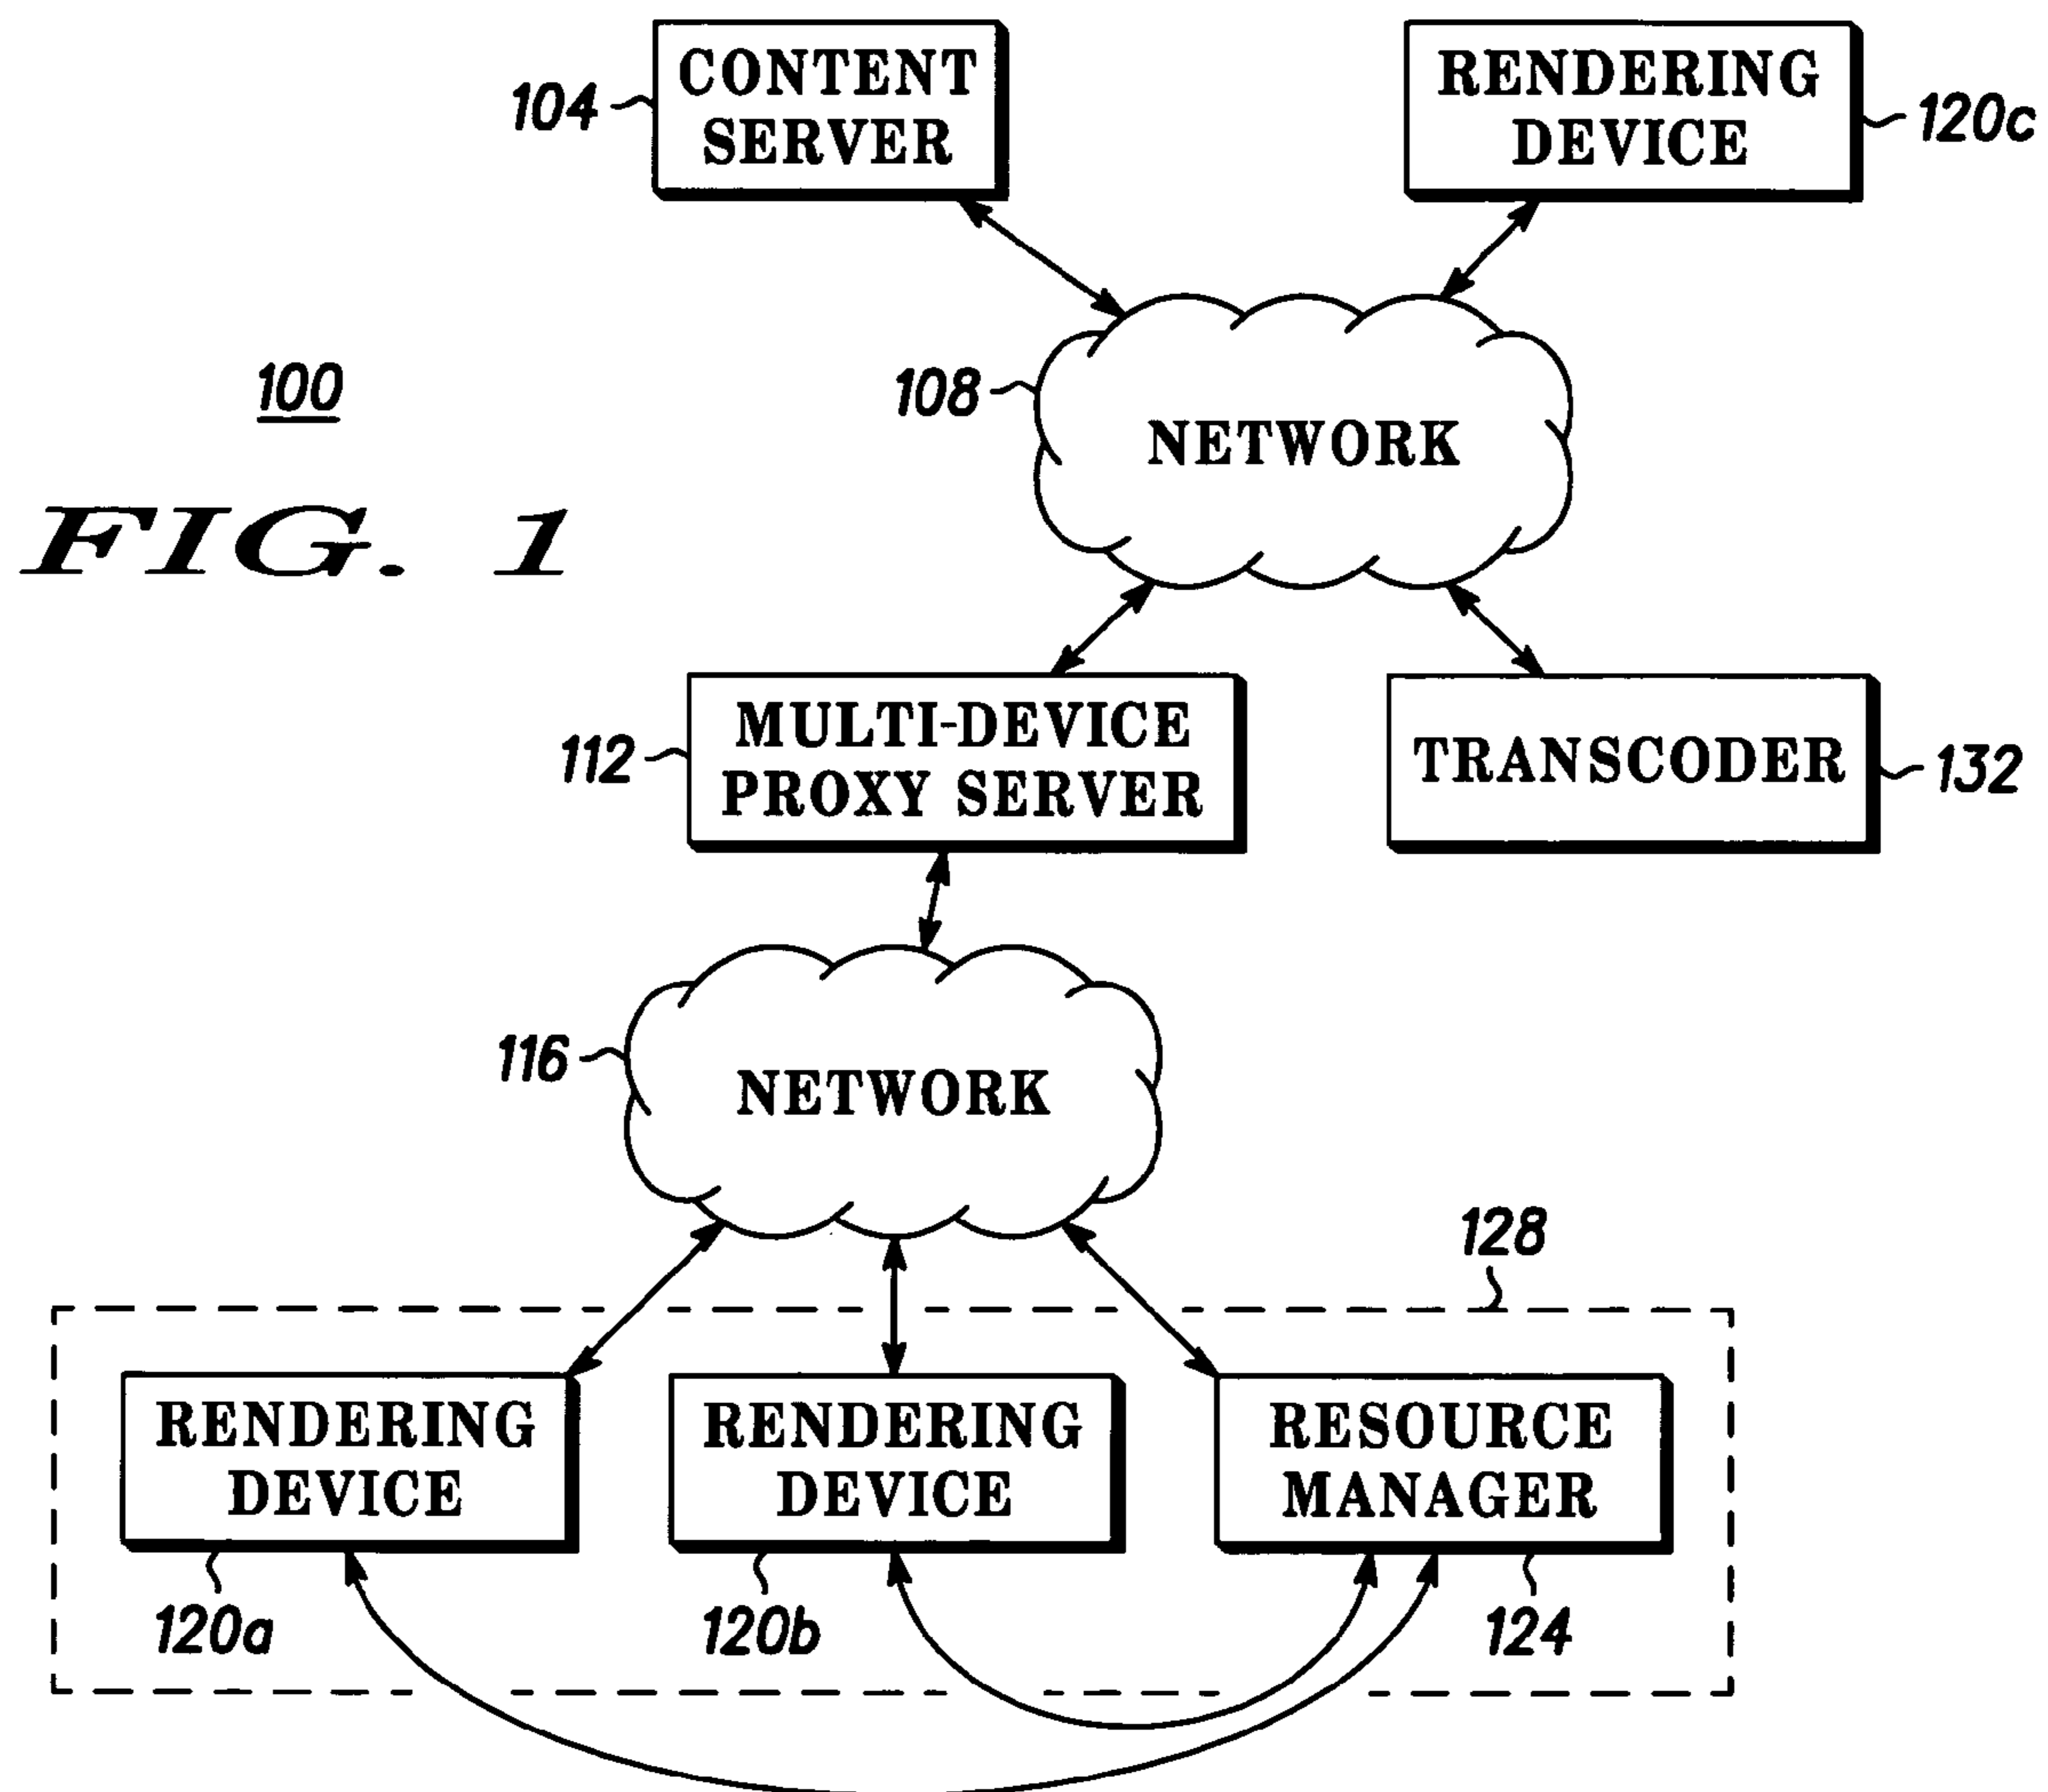 CONTENT
SERVER
104
RENDERING
DEVICE
120c
100
108
NETWORK
FIG. 1
MULTI-DEVICE
PROXY SERVER
112
TRANSCODER
132
116
NETWORK
128
RENDERING
DEVICE
RENDERING
DEVICE
RESOURCE
MANAGER
120a
120b
124